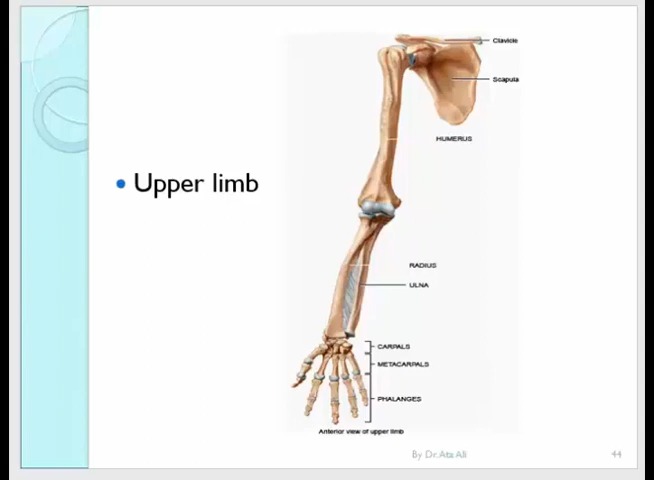 Clavicle
Scapula
HUMERUS
• Upper limb
RADIUS
ULNA
CARPALS
METACARPALS
PHALANGES
Anterior view of upper limb
By Dr.Ata Ali
44